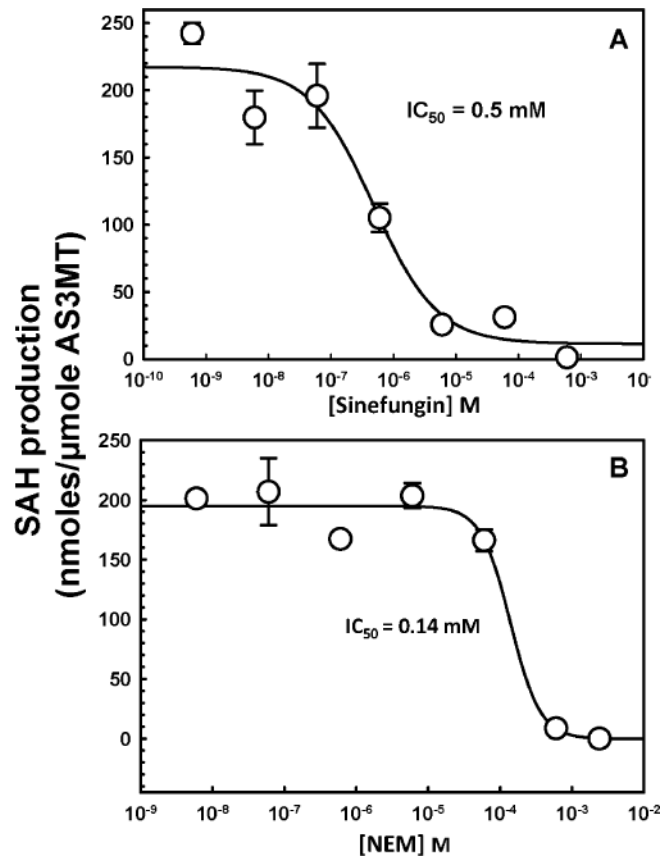 A
250
200
150
100
50
0
IC₅₀ = 0.5 mM
10⁻¹⁰ 10⁻⁹ 10⁻⁸ 10⁻⁷ 10⁻⁶ 10⁻⁵ 10⁻⁴ 10⁻³ 10⁻
[Sinefungin] M
SAH production
(nmoles/µmole AS3MT)
B
250
200
150
100
50
0
IC₅₀ = 0.14 mM
10⁻⁹ 10⁻⁸ 10⁻⁷ 10⁻⁶ 10⁻⁵ 10⁻⁴ 10⁻³ 10⁻²
[NEM] M